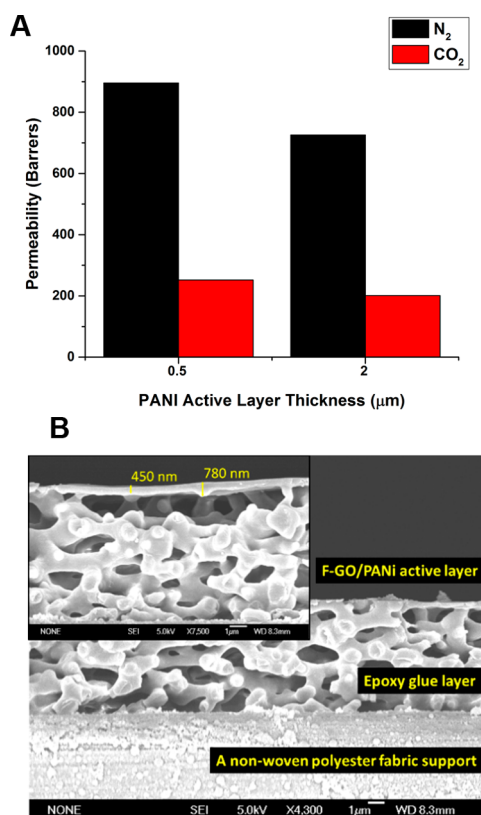 A
N2
CO2
1000
800
600
400
200
0
Permeability (Barrers)
0.5
2
PANI Active Layer Thickness (μm)
B
450 nm
780 nm
NONE SEI 5.0kV X7,500 1μm WD 8.3mm
F-GO/PANi active layer
Epoxy glue layer
A non-woven polyester fabric support
NONE SEI 5.0kV X4,300 1μm WD 8.3mm